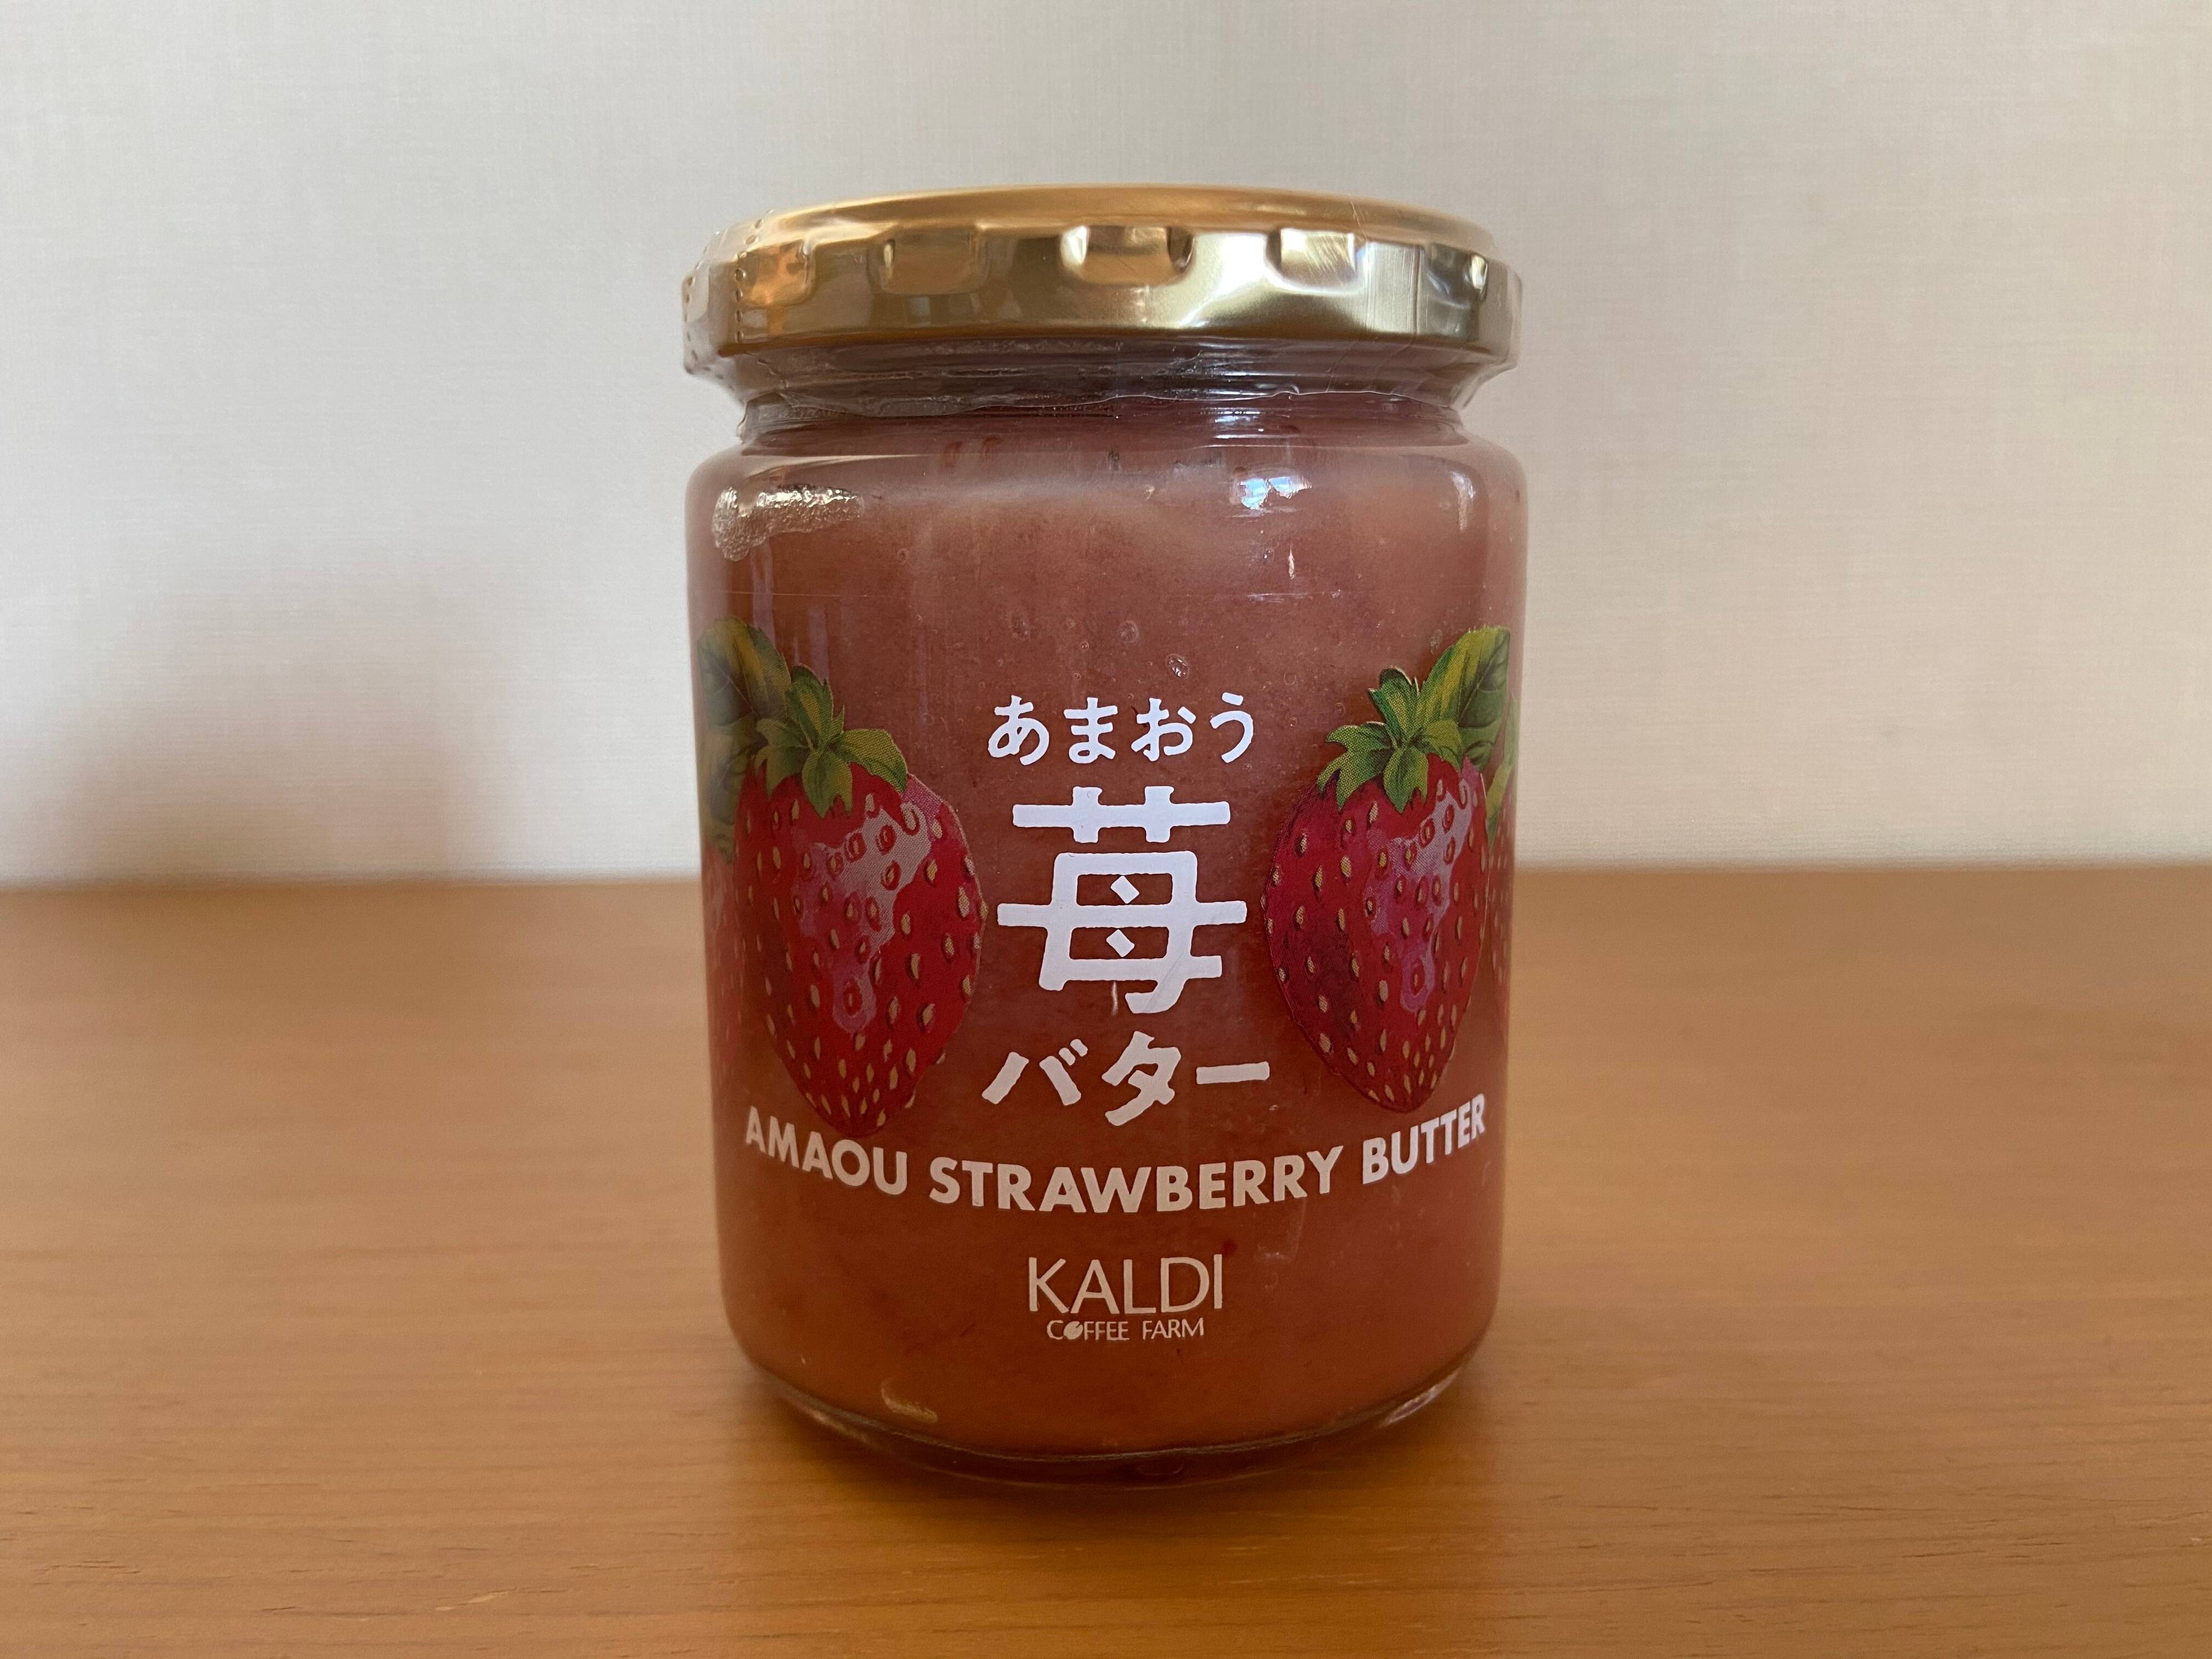 あまおう
苺
バター
AMAOU STRAWBERRY BUTTER
KALDI
COFFEE FARM